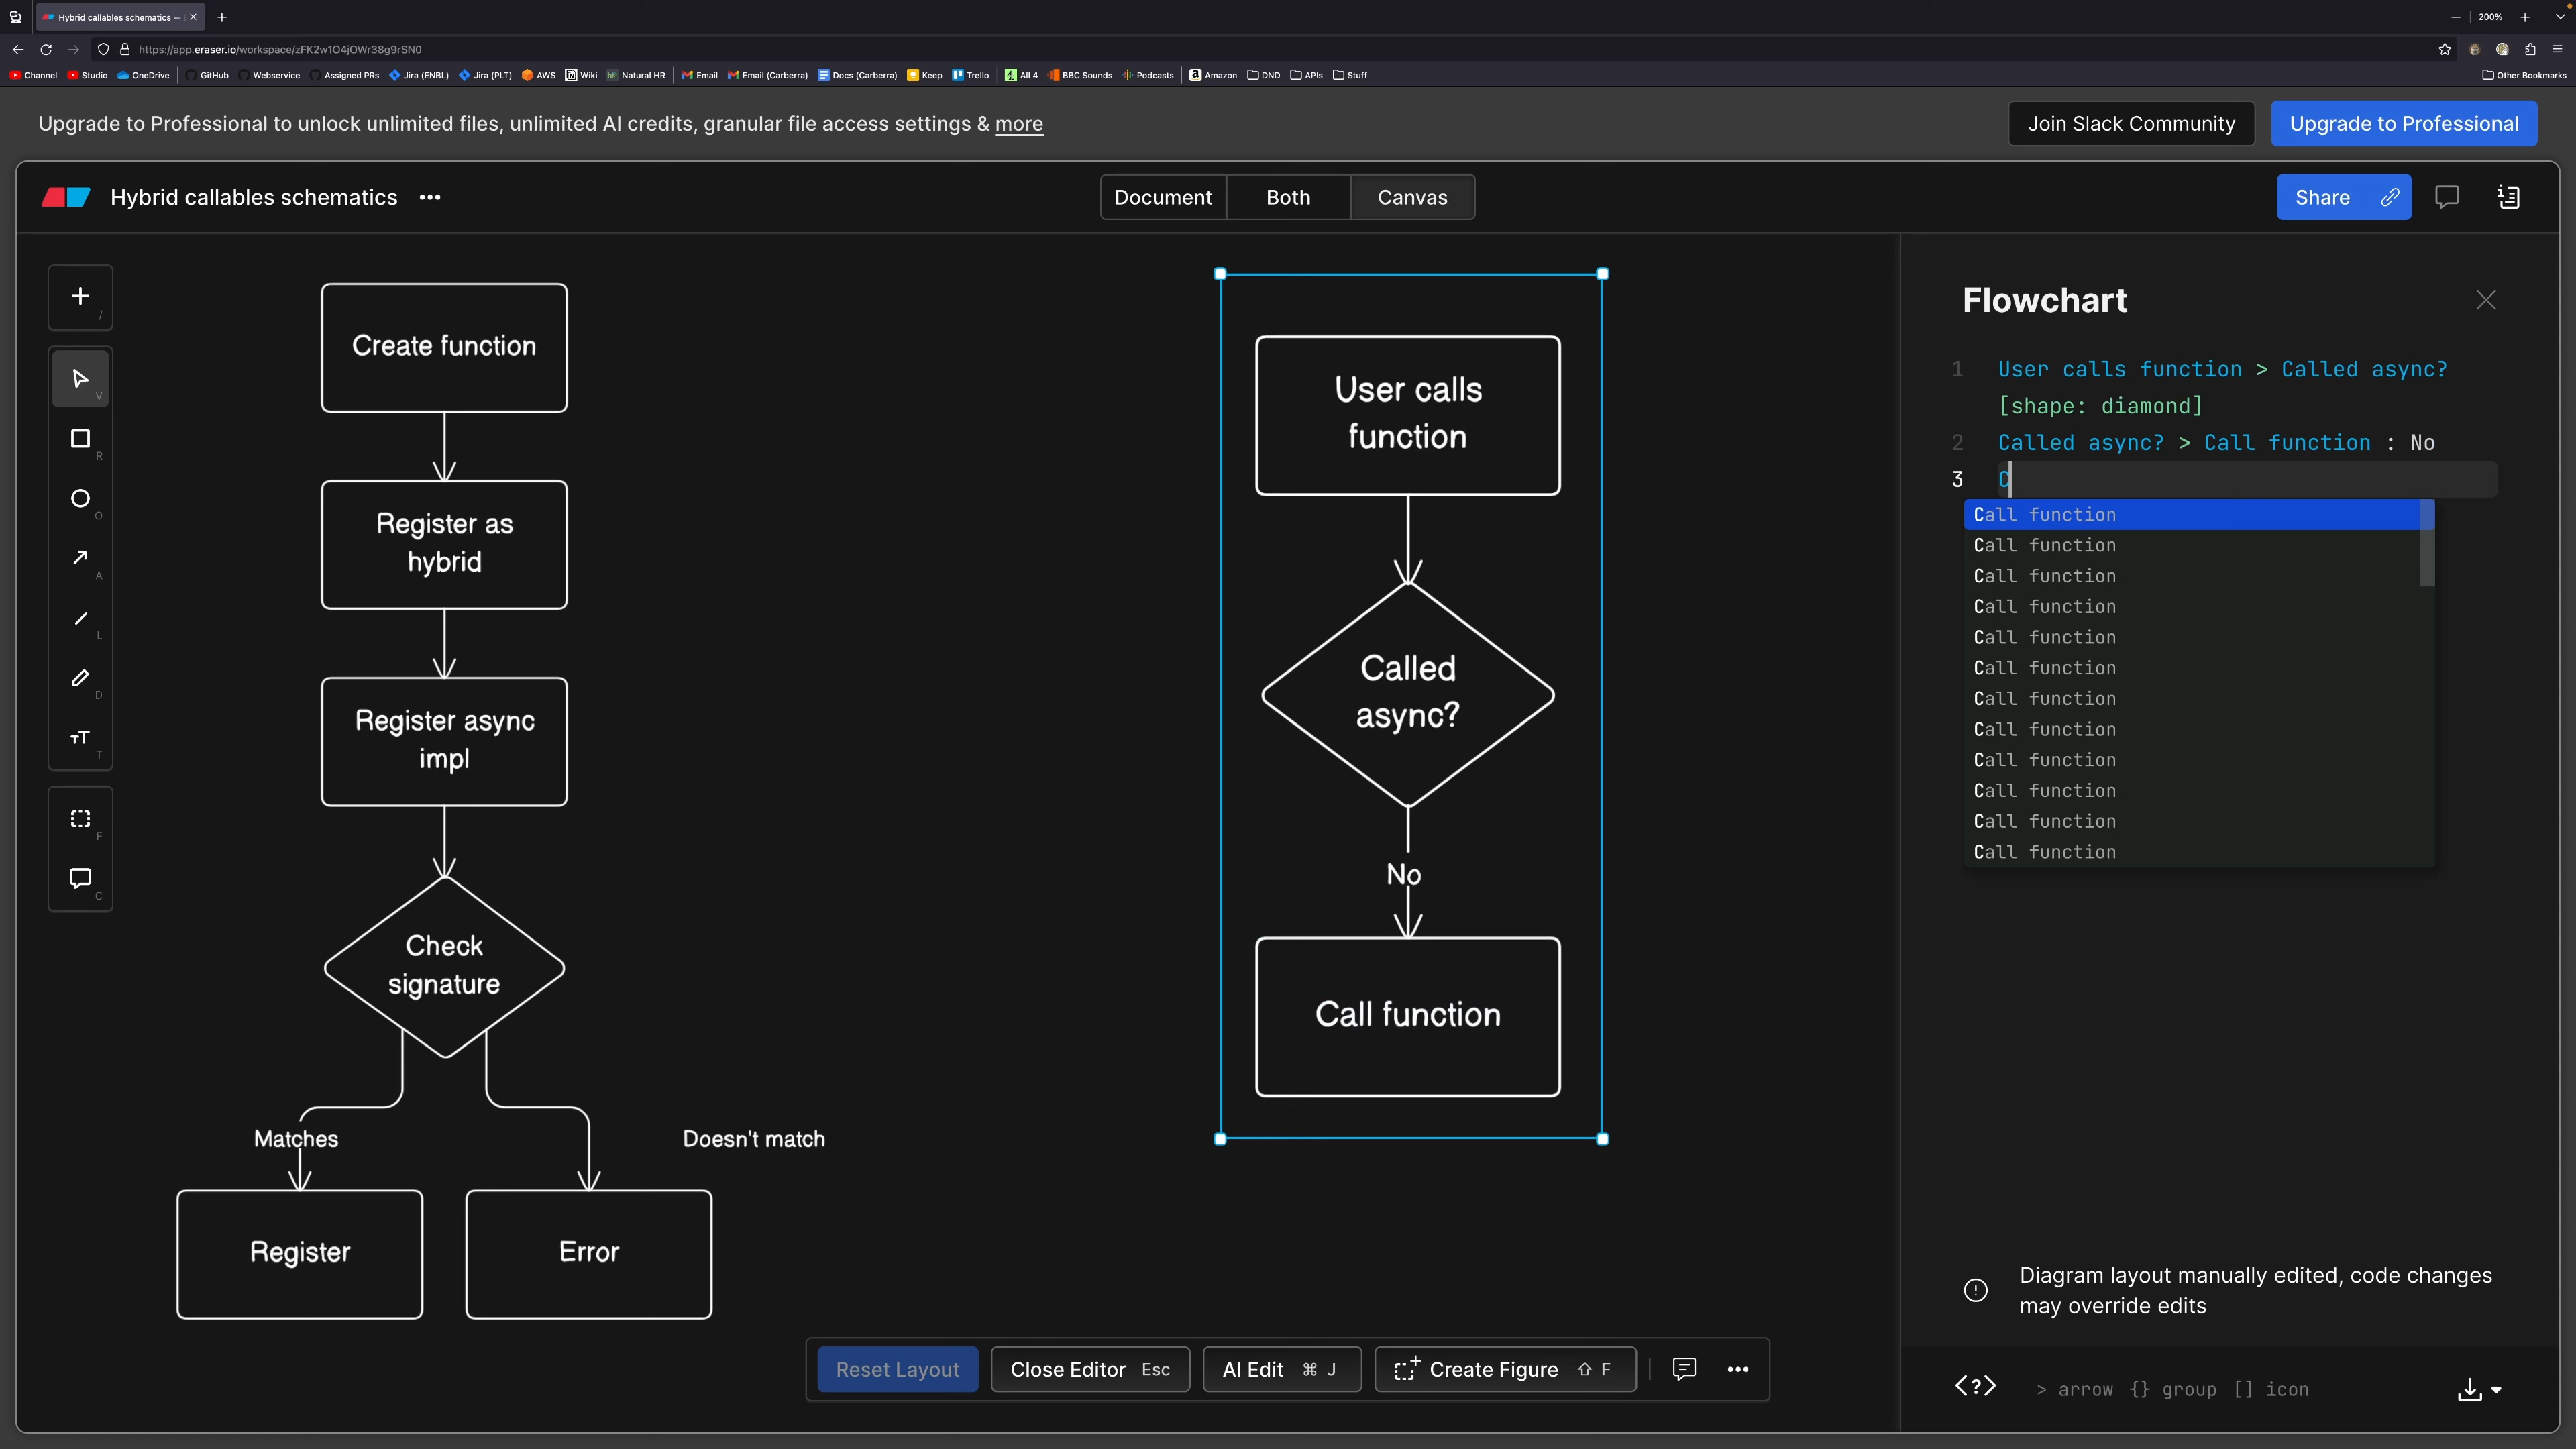 Hybrid callables schematics —
200%
https://app.eraser.io/workspace/zFK2w1O4jOWr38g9rSN0
Channel Studio OneDrive GitHub Webservice Assigned PRs Jira (ENBL) Jira (PLT) AWS Wiki Natural HR Email Email (Carberra) Docs (Carberra) Keep Trello All 4 BBC Sounds Podcasts Amazon DND APIs Stuff Other Bookmarks
Upgrade to Professional to unlock unlimited files, unlimited AI credits, granular file access settings & more
Join Slack Community
Upgrade to Professional
Hybrid callables schematics
Document
Both
Canvas
Share
/
V
R
O
A
L
D
T
F
C
Create function
Register as
hybrid
Register async
impl
Check
signature
Matches
Doesn't match
Register
Error
User calls
function
Called
async?
No
Call function
Flowchart
1 User calls function > Called async?
[shape: diamond]
2 Called async? > Call function : No
3 C
Call function
Call function
Call function
Call function
Call function
Call function
Call function
Call function
Call function
Call function
Call function
Call function
Diagram layout manually edited, code changes
may override edits
Reset Layout
Close Editor Esc
AI Edit ⌘ J
Create Figure ⇧ F
<?> > arrow {} group [] icon